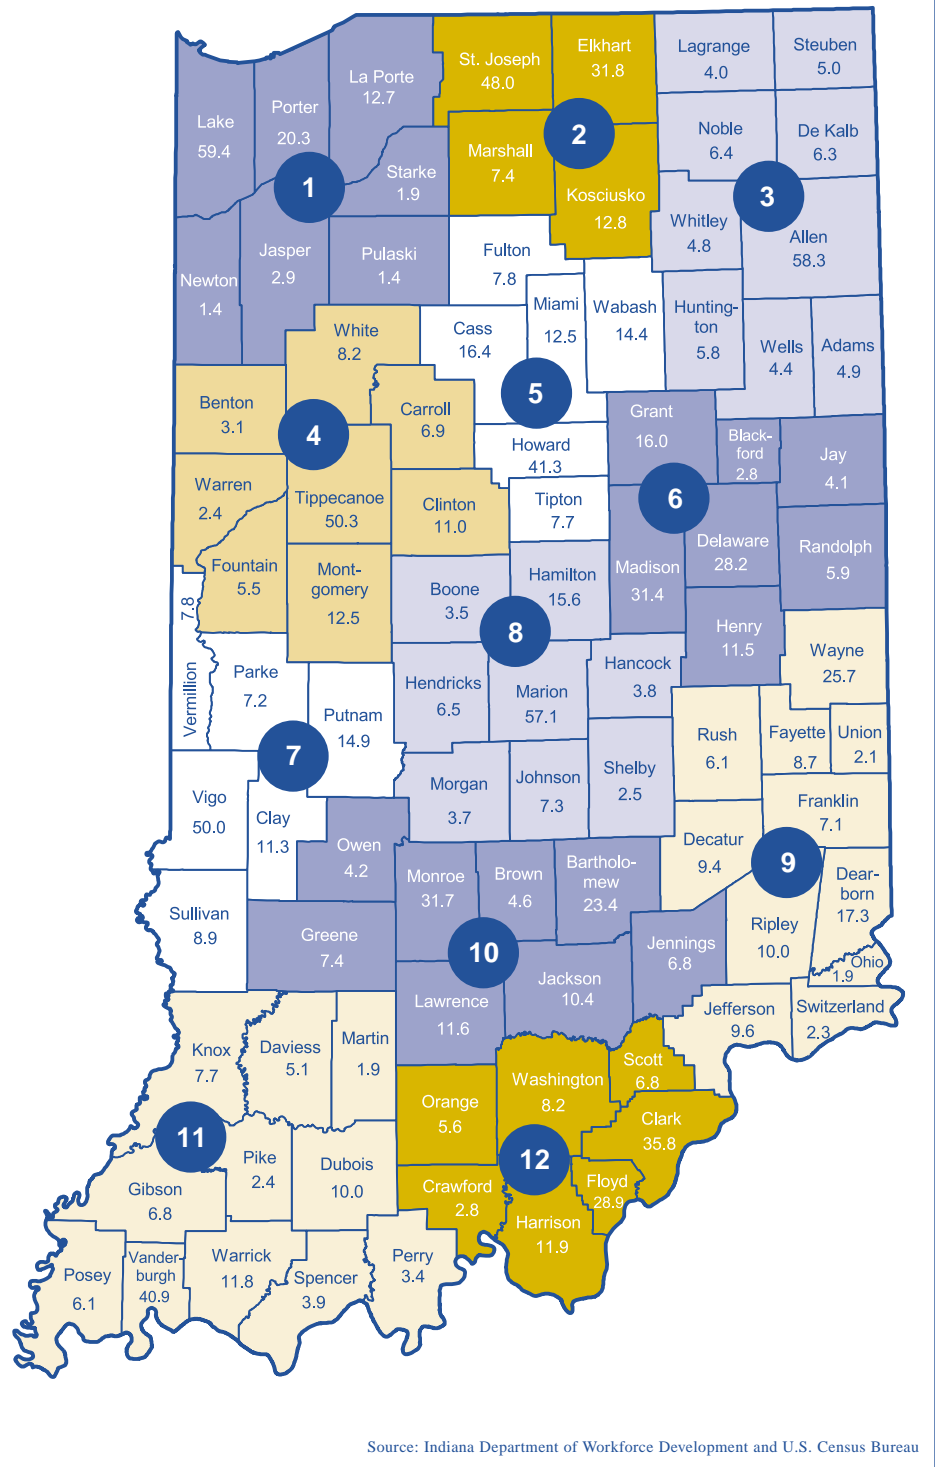 St. Joseph
48.0
Elkhart
31.8
Lagrange
4.0
Steuben
5.0
La Porte
12.7
Lake
59.4
Porter
20.3
Marshall
7.4
2
Noble
6.4
De Kalb
6.3
Starke
1.9
1
Kosciusko
12.8
3
Whitley
4.8
Allen
58.3
Newton
1.4
Jasper
2.9
Pulaski
1.4
Fulton
7.8
Miami
12.5
Wabash
14.4
Hunting-
ton
5.8
White
8.2
Cass
16.4
Wells
4.4
Adams
4.9
5
Benton
3.1
4
Carroll
6.9
Grant
16.0
Black-
ford
2.8
Jay
4.1
Howard
41.3
Warren
2.4
Tippecanoe
50.3
Clinton
11.0
Tipton
7.7
6
Delaware
28.2
Randolph
5.9
Fountain
5.5
Mont-
gomery
12.5
Boone
3.5
Hamilton
15.6
Madison
31.4
7.8
Vermillion
8
Henry
11.5
Wayne
25.7
Parke
7.2
Putnam
14.9
Hendricks
6.5
Marion
57.1
Hancock
3.8
Rush
6.1
Fayette
8.7
Union
2.1
7
Vigo
50.0
Clay
11.3
Morgan
3.7
Johnson
7.3
Shelby
2.5
Franklin
7.1
Owen
4.2
Decatur
9.4
9
Monroe
31.7
Brown
4.6
Bartholo-
mew
23.4
Dear-
born
17.3
Sullivan
8.9
Greene
7.4
10
Jennings
6.8
Ripley
10.0
Ohio
1.9
Lawrence
11.6
Jackson
10.4
Jefferson
9.6
Switzerland
2.3
Knox
7.7
Daviess
5.1
Martin
1.9
Orange
5.6
Washington
8.2
Scott
6.8
Clark
35.8
11
Pike
2.4
Dubois
10.0
12
Gibson
6.8
Crawford
2.8
Floyd
28.9
Harrison
11.9
Posey
6.1
Vander-
burgh
40.9
Warrick
11.8
Spencer
3.9
Perry
3.4
Source: Indiana Department of Workforce Development and U.S. Census Bureau